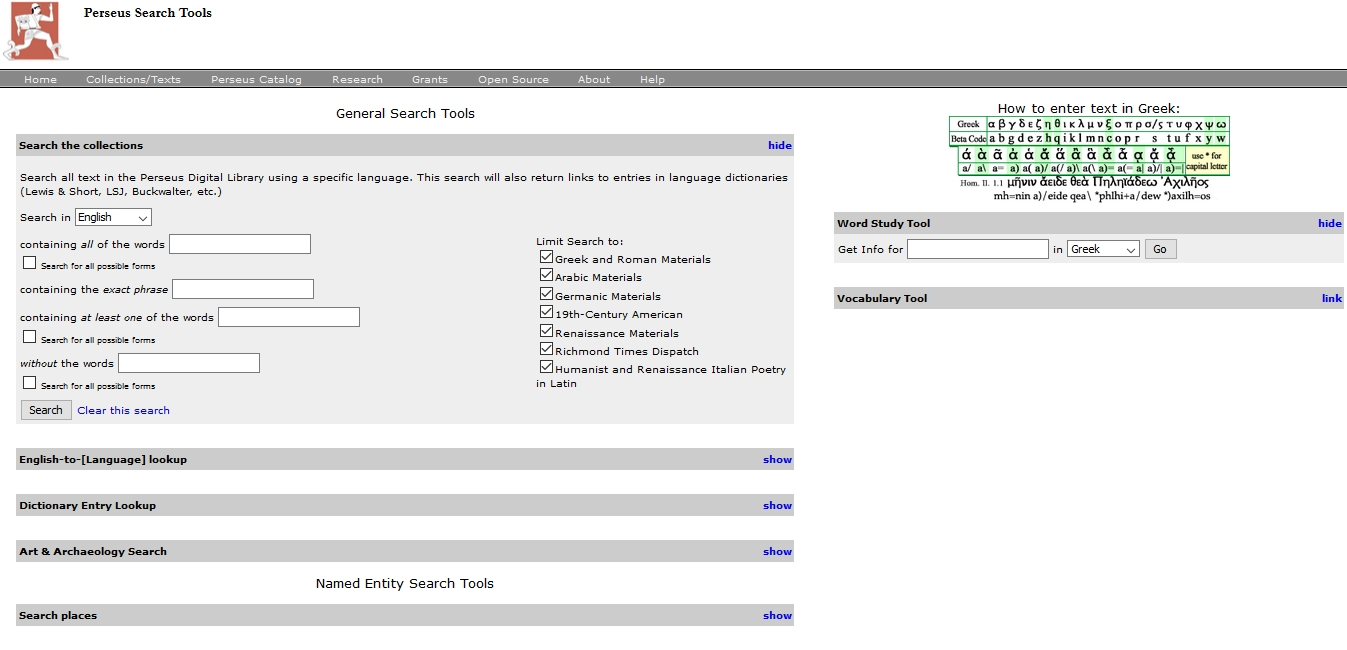 Perseus Search Tools
Home Collections/Texts Perseus Catalog Research Grants Open Source About Help
General Search Tools
Search the collections hide
Search all text in the Perseus Digital Library using a specific language. This search will also return links to entries in language dictionaries
(Lewis & Short, LSJ, Buckwalter, etc.)
Search in English
containing all of the words
Search for all possible forms
containing the exact phrase
containing at least one of the words
Search for all possible forms
without the words
Search for all possible forms
Search Clear this search
Limit Search to:
Greek and Roman Materials
Arabic Materials
Germanic Materials
19th-Century American
Renaissance Materials
Richmond Times Dispatch
Humanist and Renaissance Italian Poetry
in Latin
English-to-[Language] lookup show
Dictionary Entry Lookup show
Art & Archaeology Search show
Named Entity Search Tools
Search places show
How to enter text in Greek:
Greek α β γ δ ε ζ η θ ι κ λ μ ν ξ ο π ρ σ/ς τ υ φ χ ψ ω
Beta Code a b g d e z h q i k l m n c o p r s t u f x y w
ά ὰ ᾶ ἀ ἁ ἄ ἅ ἂ ἃ ἆ ἇ ᾳ ᾴ ᾆ use * for
a/ a\ a= a) a( a)/ a(/ a)\ a(\ a)= a(= a| a)/| a)=| capital letter
Hom. Il. 1.1 μῆνιν ἄειδε θεὰ Πηληϊάδεω Ἀχιλῆος
mh=nin a)/eide qea\ *phlhi+a/dew *)axilh=os
Word Study Tool hide
Get Info for in Greek Go
Vocabulary Tool link